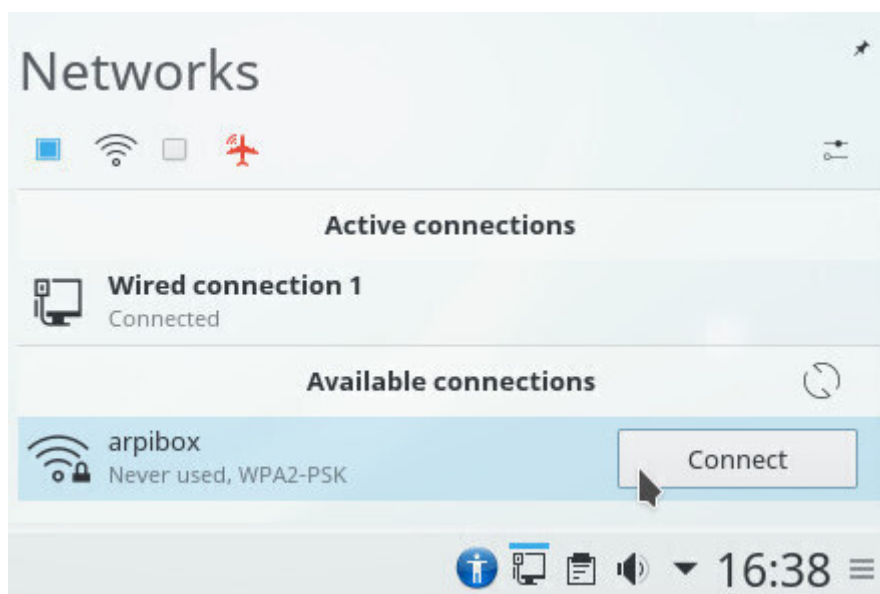 Networks
Active connections
Wired connection 1
Connected
Available connections
arpibox
Never used, WPA2-PSK
Connect
16:38